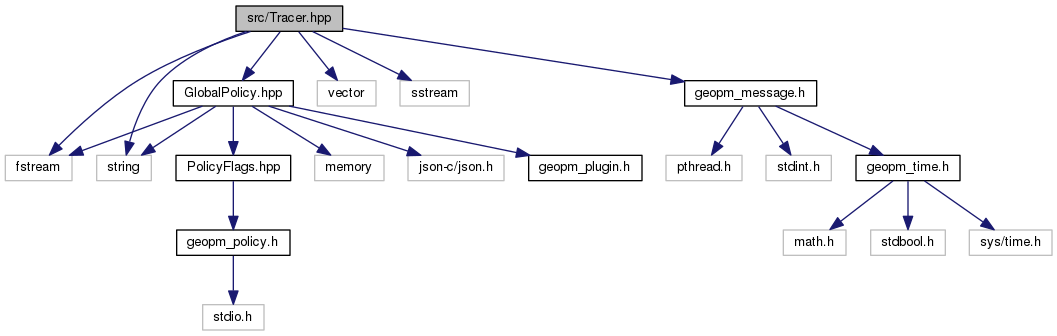 src/Tracer.hpp
GlobalPolicy.hpp
vector
sstream
geopm_message.h
fstream
string
PolicyFlags.hpp
memory
json-c/json.h
geopm_plugin.h
pthread.h
stdint.h
geopm_time.h
geopm_policy.h
math.h
stdbool.h
sys/time.h
stdio.h